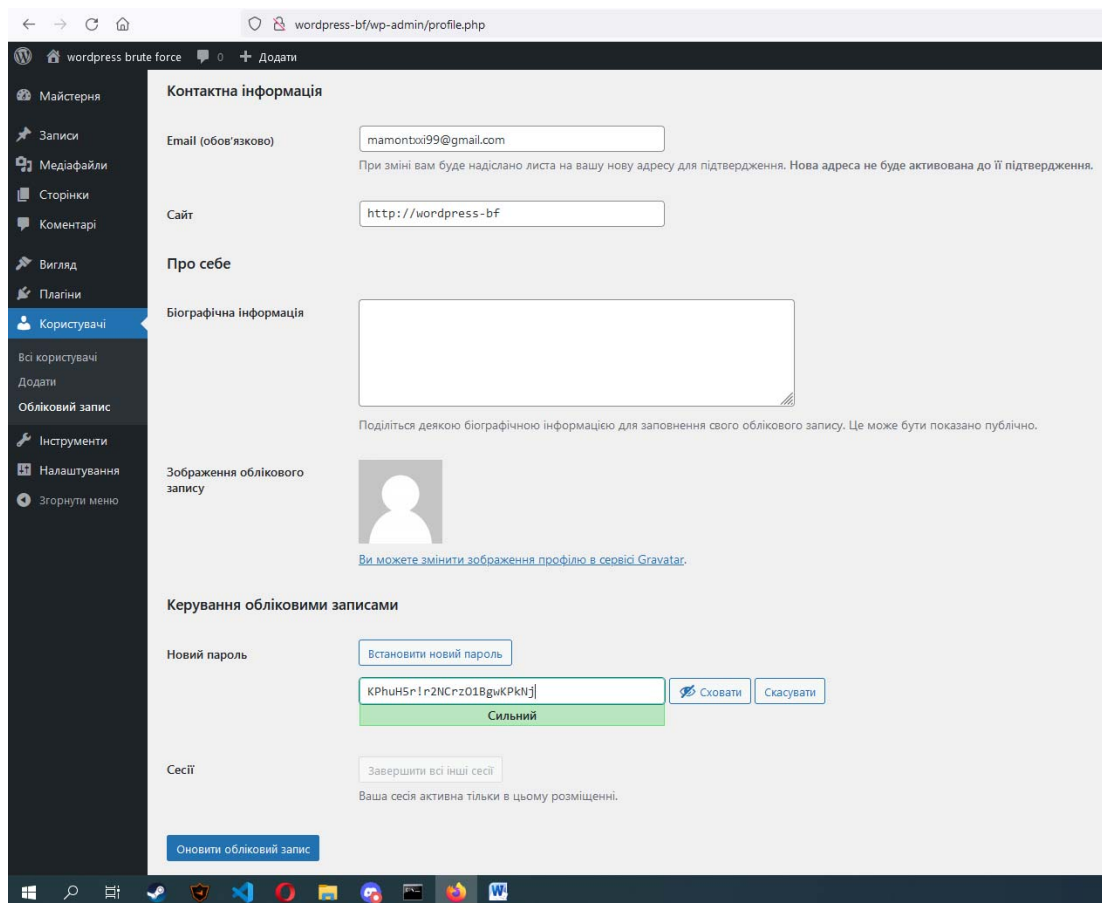 wordpress-bf/wp-admin/profile.php
wordpress brute force 0 + Додати
Майстерня
Записи
Медіафайли
Сторінки
Коментарі
Вигляд
Плагіни
Користувачі
Всі користувачі
Додати
Обліковий запис
Інструменти
Налаштування
Згорнути меню
Контактна інформація
Email (обов'язково)
mamontxxi99@gmail.com
При зміні вам буде надіслано листа на вашу нову адресу для підтвердження. Нова адреса не буде активована до її підтвердження.
Сайт
http://wordpress-bf
Про себе
Біографічна інформація
Поділіться деякою біографічною інформацією для заповнення свого облікового запису. Це може бути показано публічно.
Зображення облікового
запису
Ви можете змінити зображення профілю в сервісі Gravatar.
Керування обліковими записами
Новий пароль
Встановити новий пароль
KPhuH5r!r2NCrzO1BgwKPkNj
Сховати
Скасувати
Сильний
Сесії
Завершити всі інші сесії
Ваша сесія активна тільки в цьому розміщенні.
Оновити обліковий запис